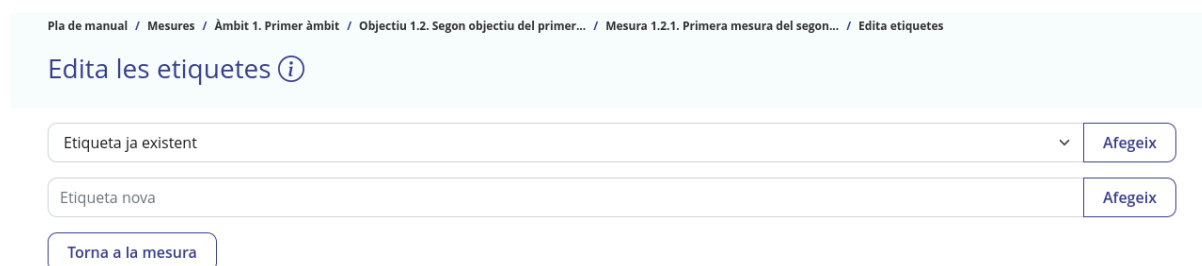 Pla de manual / Mesures / Àmbit 1. Primer àmbit / Objectiu 1.2. Segon objectiu del primer... / Mesura 1.2.1. Primera mesura del segon... / Edita etiquetes
Edita les etiquetes i
Etiqueta ja existent Afegeix
Etiqueta nova Afegeix
Torna a la mesura